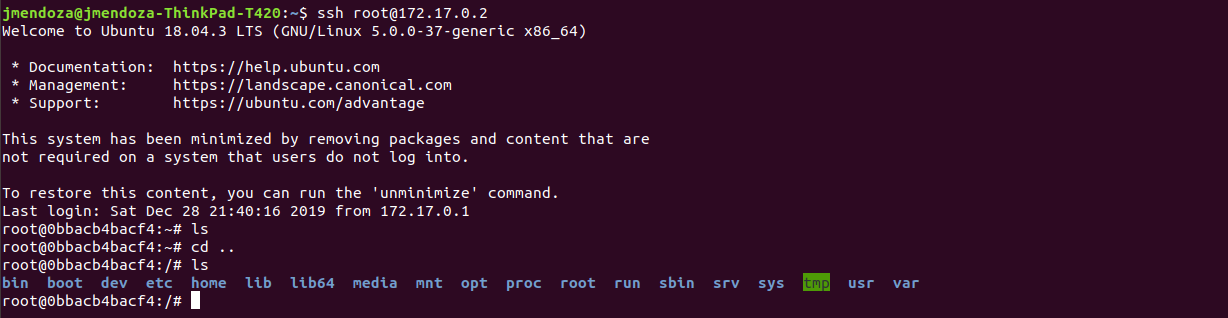 jmendoza@jmendoza-ThinkPad-T420:~$ ssh root@172.17.0.2
Welcome to Ubuntu 18.04.3 LTS (GNU/Linux 5.0.0-37-generic x86_64)

 * Documentation:  https://help.ubuntu.com
 * Management:     https://landscape.canonical.com
 * Support:        https://ubuntu.com/advantage

This system has been minimized by removing packages and content that are
not required on a system that users do not log into.

To restore this content, you can run the 'unminimize' command.
Last login: Sat Dec 28 21:40:16 2019 from 172.17.0.1
root@0bbacb4bacf4:~# ls
root@0bbacb4bacf4:~# cd ..
root@0bbacb4bacf4:/# ls
bin  boot  dev  etc  home  lib  lib64  media  mnt  opt  proc  root  run  sbin  srv  sys  tmp  usr  var
root@0bbacb4bacf4:/#